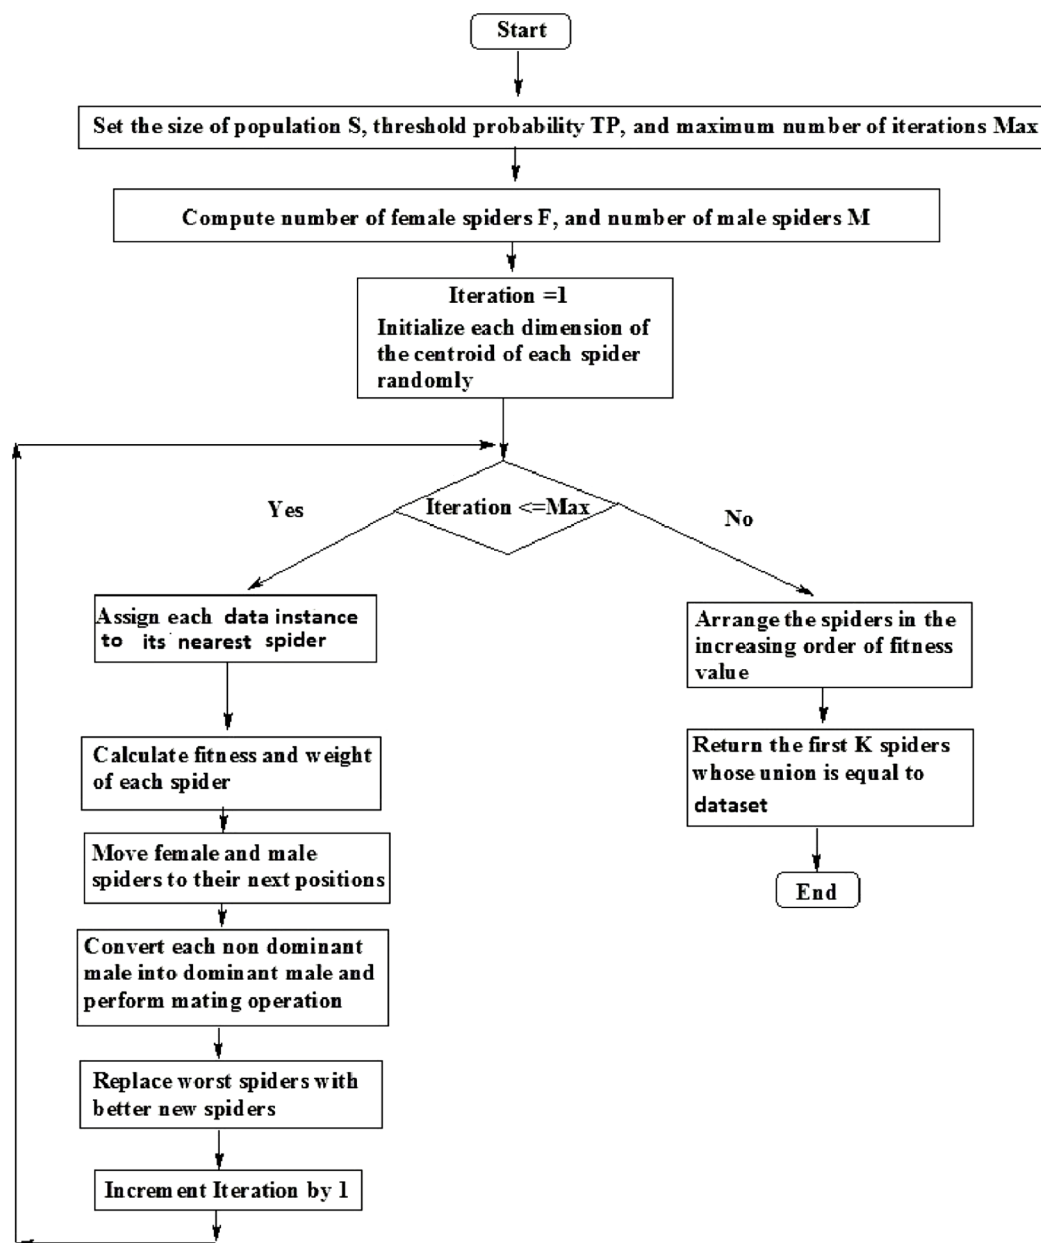 Start
Set the size of population S, threshold probability TP, and maximum number of iterations Max
Compute number of female spiders F, and number of male spiders M
Iteration =1
Initialize each dimension of
the centroid of each spider
randomly
Iteration <=Max
Yes
No
Assign each data instance
to its nearest spider
Calculate fitness and weight
of each spider
Move female and male
spiders to their next positions
Convert each non dominant
male into dominant male and
perform mating operation
Replace worst spiders with
better new spiders
Increment Iteration by 1
Arrange the spiders in the
increasing order of fitness
value
Return the first K spiders
whose union is equal to
dataset
End